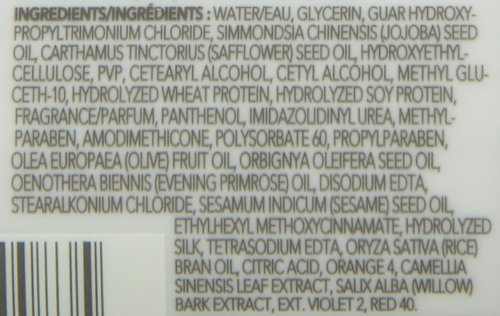 INGREDIENTS/INGRÉDIENTS : WATER/EAU, GLYCERIN, GUAR HYDROXY-
PROPYLTRIMONIUM CHLORIDE, SIMMONDSIA CHINENSIS (JOJOBA) SEED
OIL, CARTHAMUS TINCTORIUS (SAFFLOWER) SEED OIL, HYDROXYETHYL-
CELLULOSE, PVP, CETEARYL ALCOHOL, CETYL ALCOHOL, METHYL GLU-
CETH-10, HYDROLYZED WHEAT PROTEIN, HYDROLYZED SOY PROTEIN,
FRAGRANCE/PARFUM, PANTHENOL, IMIDAZOLIDINYL UREA, METHYL-
PARABEN, AMODIMETHICONE, POLYSORBATE 60, PROPYLPARABEN,
OLEA EUROPAEA (OLIVE) FRUIT OIL, ORBIGNYA OLEIFERA SEED OIL,
OENOTHERA BIENNIS (EVENING PRIMROSE) OIL, DISODIUM EDTA,
STEARALKONIUM CHLORIDE, SESAMUM INDICUM (SESAME) SEED OIL,
ETHYLHEXYL METHOXYCINNAMATE, HYDROLYZED
SILK, TETRASODIUM EDTA, ORYZA SATIVA (RICE)
BRAN OIL, CITRIC ACID, ORANGE 4, CAMELLIA
SINENSIS LEAF EXTRACT, SALIX ALBA (WILLOW)
BARK EXTRACT, EXT. VIOLET 2, RED 40.